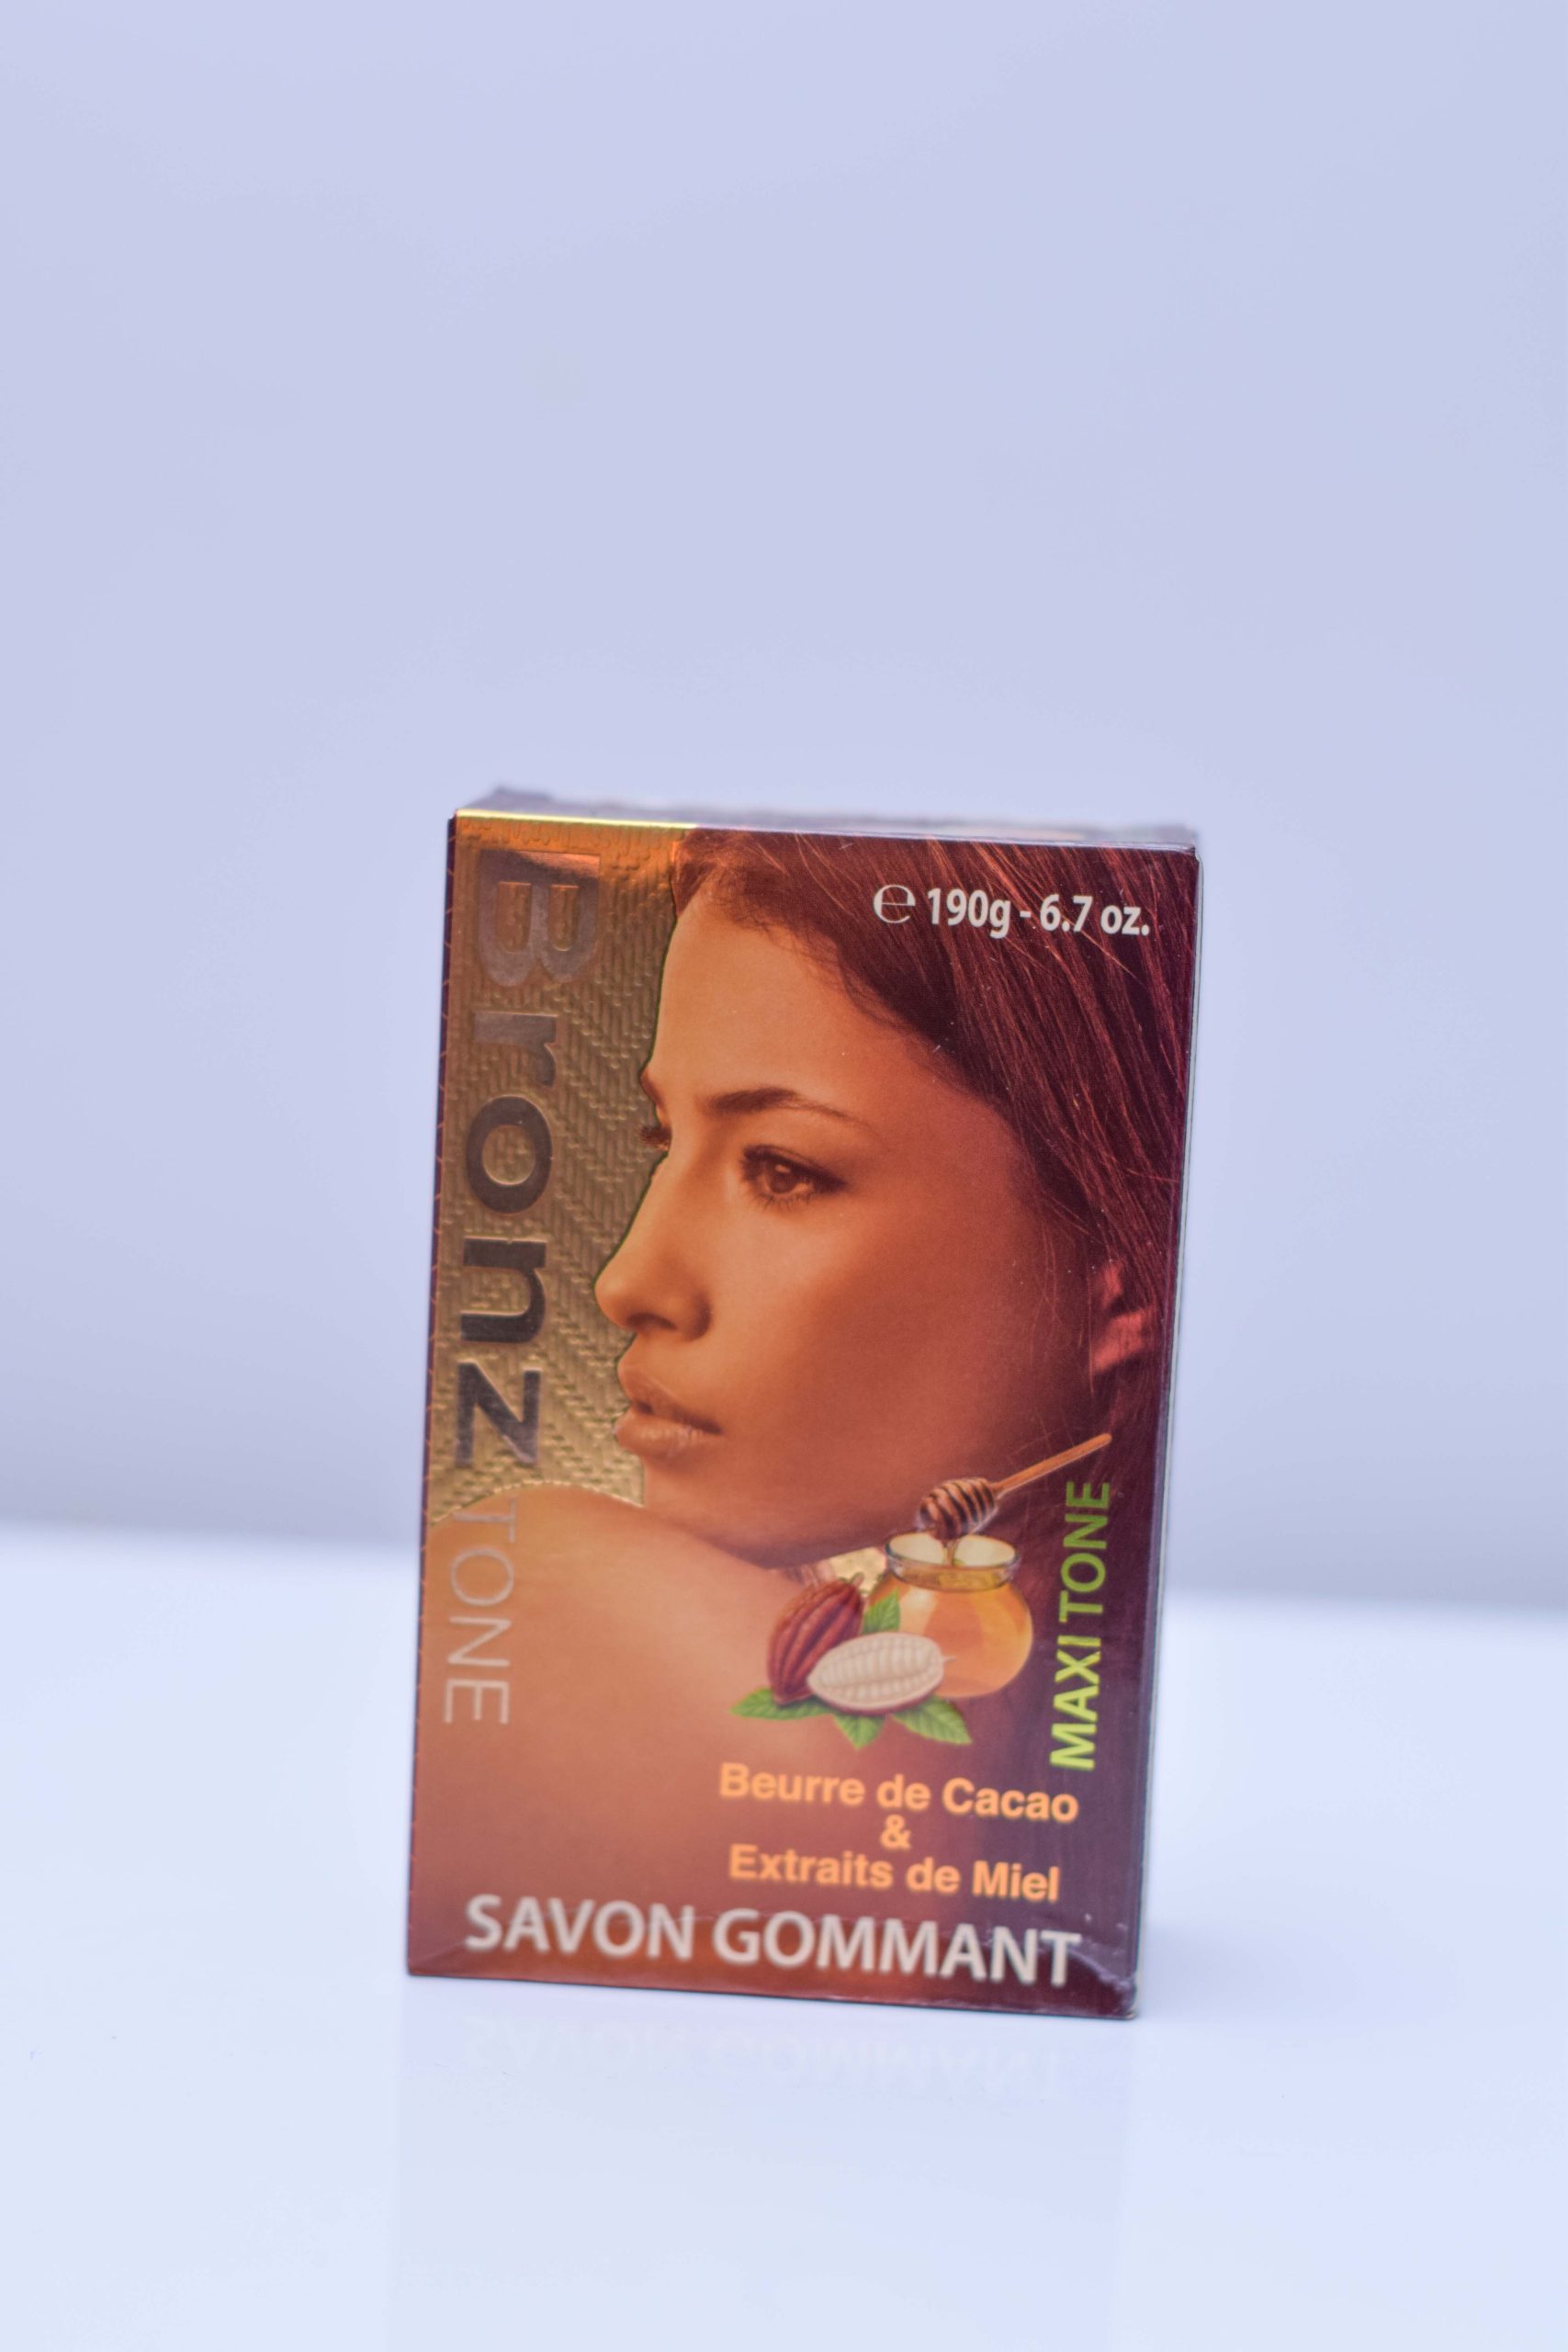 ℮ 190g - 6.7 oz.
Bronz TONE
MAXI TONE
Beurre de Cacao
&
Extraits de Miel
SAVON GOMMANT